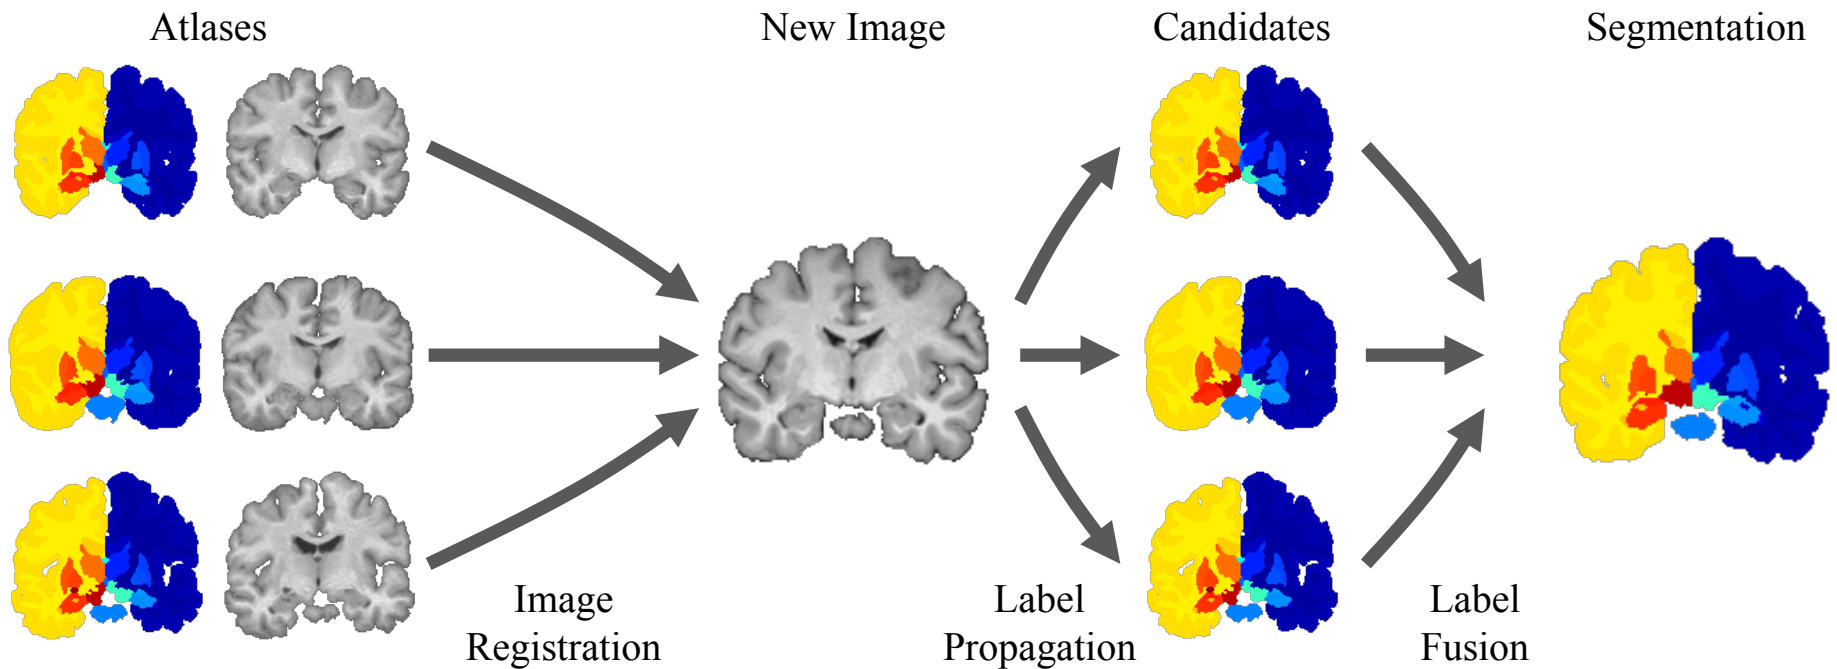 Atlases
New Image
Candidates
Segmentation
Image
Registration
Label
Propagation
Label
Fusion